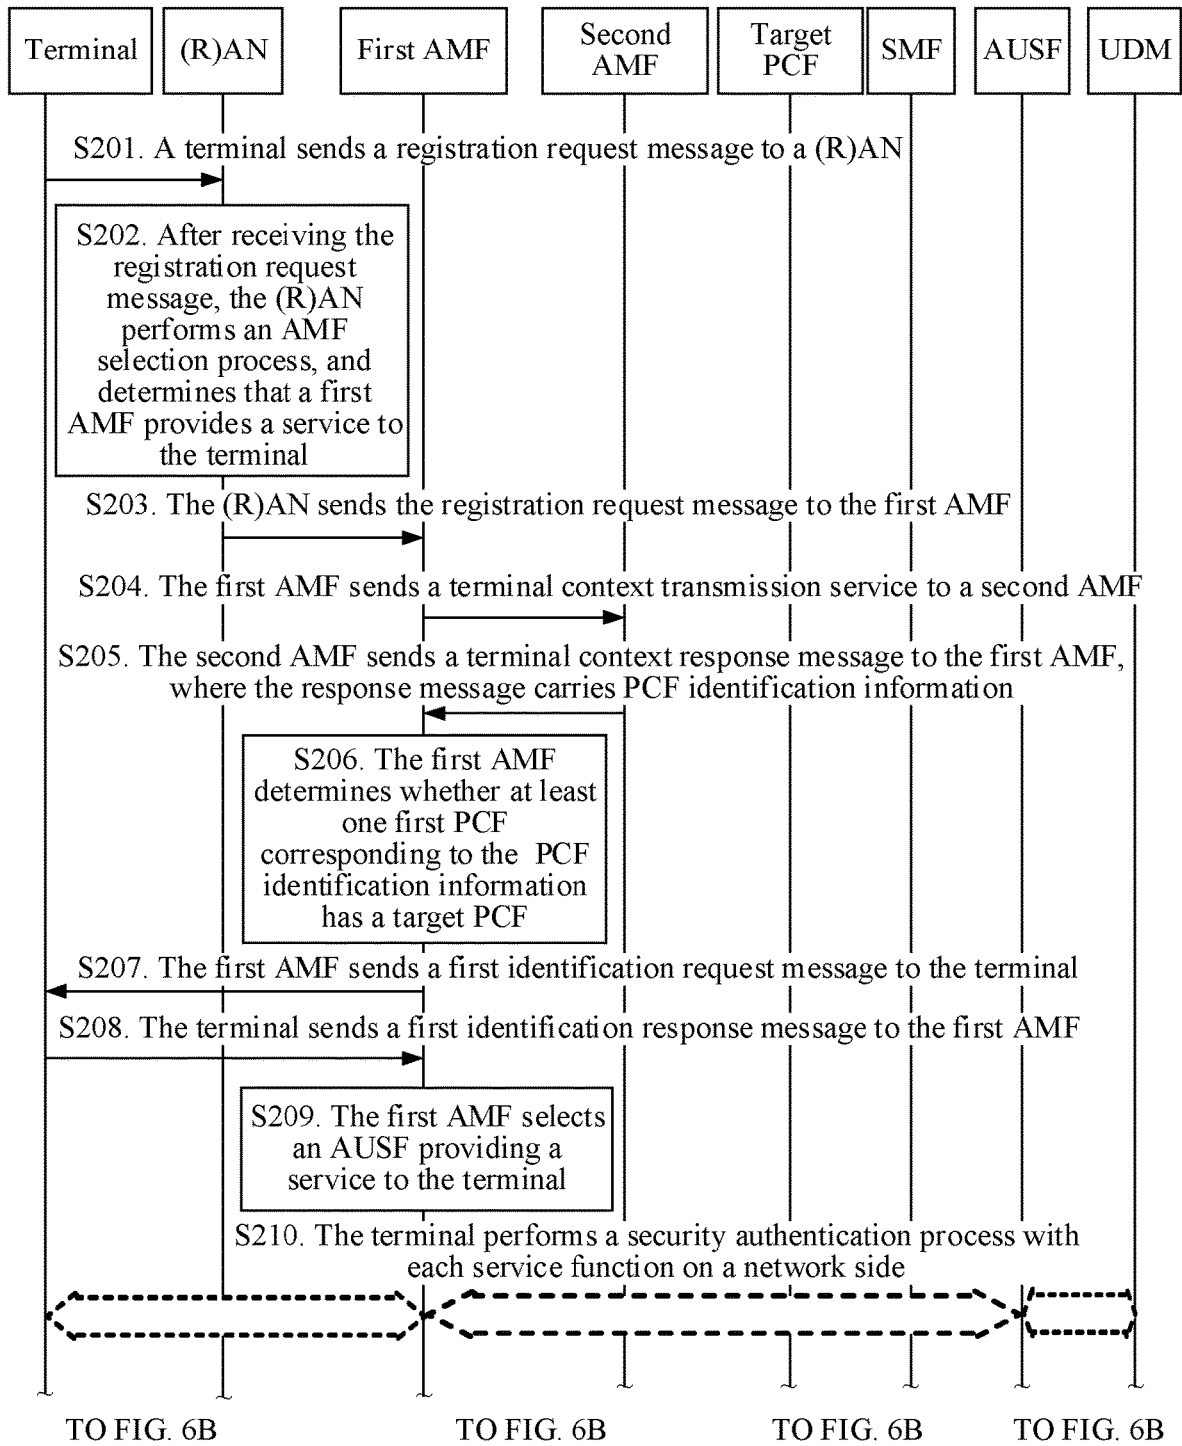 Terminal
(R)AN
First AMF
Second
AMF
Target
PCF
SMF
AUSF
UDM
S201. A terminal sends a registration request message to a (R)AN
S202. After receiving the
registration request
message, the (R)AN
performs an AMF
selection process, and
determines that a first
AMF provides a service to
the terminal
S203. The (R)AN sends the registration request message to the first AMF
S204. The first AMF sends a terminal context transmission service to a second AMF
S205. The second AMF sends a terminal context response message to the first AMF,
where the response message carries PCF identification information
S206. The first AMF
determines whether at least
one first PCF
corresponding to the PCF
identification information
has a target PCF
S207. The first AMF sends a first identification request message to the terminal
S208. The terminal sends a first identification response message to the first AMF
S209. The first AMF selects
an AUSF providing a
service to the terminal
S210. The terminal performs a security authentication process with
each service function on a network side
TO FIG. 6B
TO FIG. 6B
TO FIG. 6B
TO FIG. 6B